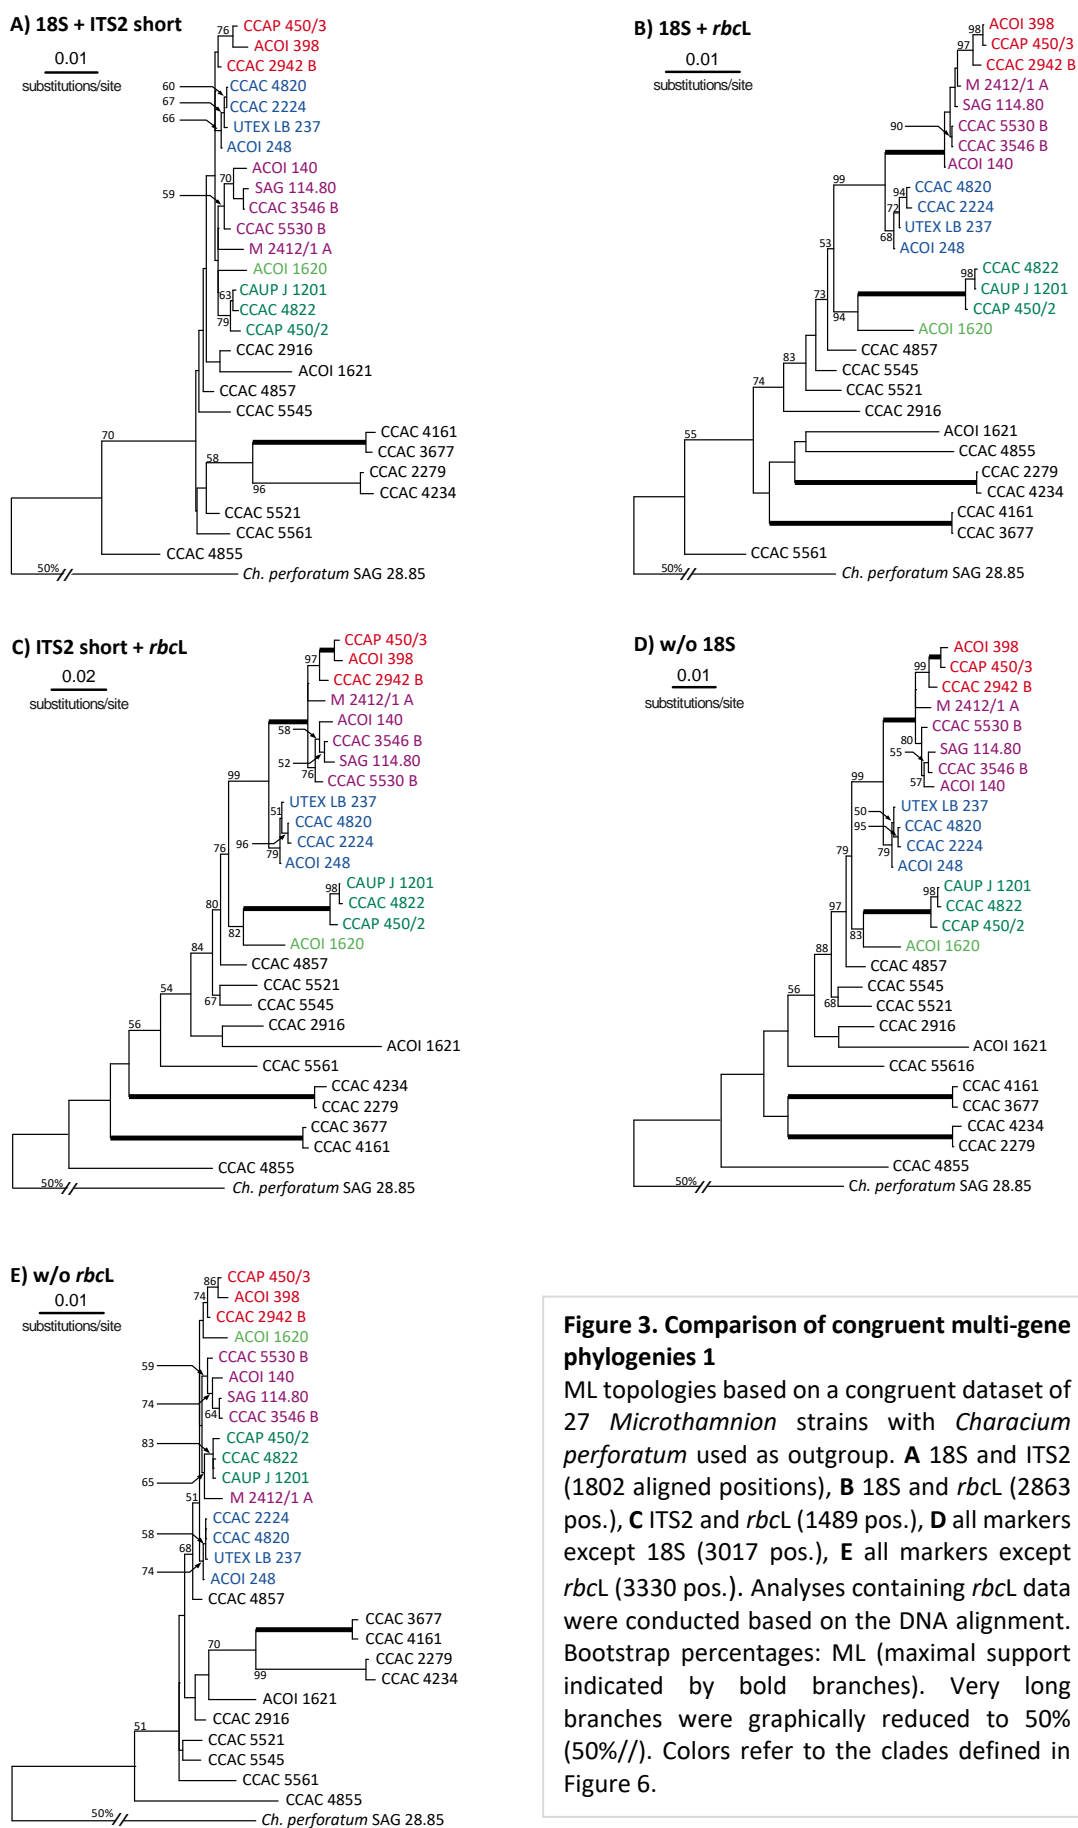 A) 18S + ITS2 short
0.01
substitutions/site
76
CCAP 450/3
ACOI 398
CCAC 2942 B
60
CCAC 4820
67
CCAC 2224
66
UTEX LB 237
ACOI 248
ACOI 140
70
SAG 114.80
59
CCAC 3546 B
CCAC 5530 B
M 2412/1 A
ACOI 1620
CAUP J 1201
63
CCAC 4822
79
CCAP 450/2
CCAC 2916
ACOI 1621
CCAC 4857
CCAC 5545
70
CCAC 4161
CCAC 3677
58
CCAC 2279
96
CCAC 4234
CCAC 5521
CCAC 5561
CCAC 4855
50%
Ch. perforatum SAG 28.85
B) 18S + rbcL
0.01
substitutions/site
98
ACOI 398
97
CCAP 450/3
CCAC 2942 B
M 2412/1 A
SAG 114.80
90
CCAC 5530 B
CCAC 3546 B
ACOI 140
99
94
CCAC 4820
72
CCAC 2224
UTEX LB 237
68
ACOI 248
53
98
CCAC 4822
CAUP J 1201
73
CCAP 450/2
94
ACOI 1620
CCAC 4857
83
CCAC 5545
74
CCAC 5521
CCAC 2916
55
ACOI 1621
CCAC 4855
CCAC 2279
CCAC 4234
CCAC 4161
CCAC 3677
CCAC 5561
50%
Ch. perforatum SAG 28.85
C) ITS2 short + rbcL
0.02
substitutions/site
97
CCAP 450/3
ACOI 398
CCAC 2942 B
M 2412/1 A
58
ACOI 140
CCAC 3546 B
52
SAG 114.80
76
CCAC 5530 B
99
51
UTEX LB 237
CCAC 4820
96
CCAC 2224
79
ACOI 248
76
98
CAUP J 1201
CCAC 4822
80
CCAP 450/2
82
ACOI 1620
84
CCAC 4857
CCAC 5521
67
CCAC 5545
54
CCAC 2916
56
ACOI 1621
CCAC 5561
CCAC 4234
CCAC 2279
CCAC 3677
CCAC 4161
CCAC 4855
50%
Ch. perforatum SAG 28.85
D) w/o 18S
0.01
substitutions/site
99
ACOI 398
CCAP 450/3
CCAC 2942 B
M 2412/1 A
CCAC 5530 B
80
55
SAG 114.80
CCAC 3546 B
57
ACOI 140
99
50
UTEX LB 237
95
CCAC 4820
CCAC 2224
79
79
ACOI 248
98
CAUP J 1201
97
CCAC 4822
CCAP 450/2
83
ACOI 1620
88
CCAC 4857
CCAC 5545
68
CCAC 5521
56
CCAC 2916
ACOI 1621
CCAC 55616
CCAC 4161
CCAC 3677
CCAC 4234
CCAC 2279
CCAC 4855
50%
Ch. perforatum SAG 28.85
E) w/o rbcL
0.01
substitutions/site
86
CCAP 450/3
74
ACOI 398
CCAC 2942 B
ACOI 1620
59
CCAC 5530 B
ACOI 140
74
SAG 114.80
64
CCAC 3546 B
83
CCAP 450/2
CCAC 4822
65
CAUP J 1201
51
M 2412/1 A
CCAC 2224
58
CCAC 4820
68
UTEX LB 237
74
ACOI 248
CCAC 4857
70
CCAC 3677
CCAC 4161
99
CCAC 2279
CCAC 4234
ACOI 1621
CCAC 2916
51
CCAC 5521
CCAC 5545
CCAC 5561
CCAC 4855
50%
Ch. perforatum SAG 28.85
Figure 3. Comparison of congruent multi-gene
phylogenies 1
ML topologies based on a congruent dataset of
27 Microthamnion strains with Characium
perforatum used as outgroup. A 18S and ITS2
(1802 aligned positions), B 18S and rbcL (2863
pos.), C ITS2 and rbcL (1489 pos.), D all markers
except 18S (3017 pos.), E all markers except
rbcL (3330 pos.). Analyses containing rbcL data
were conducted based on the DNA alignment.
Bootstrap percentages: ML (maximal support
indicated by bold branches). Very long
branches were graphically reduced to 50%
(50%//). Colors refer to the clades defined in
Figure 6.